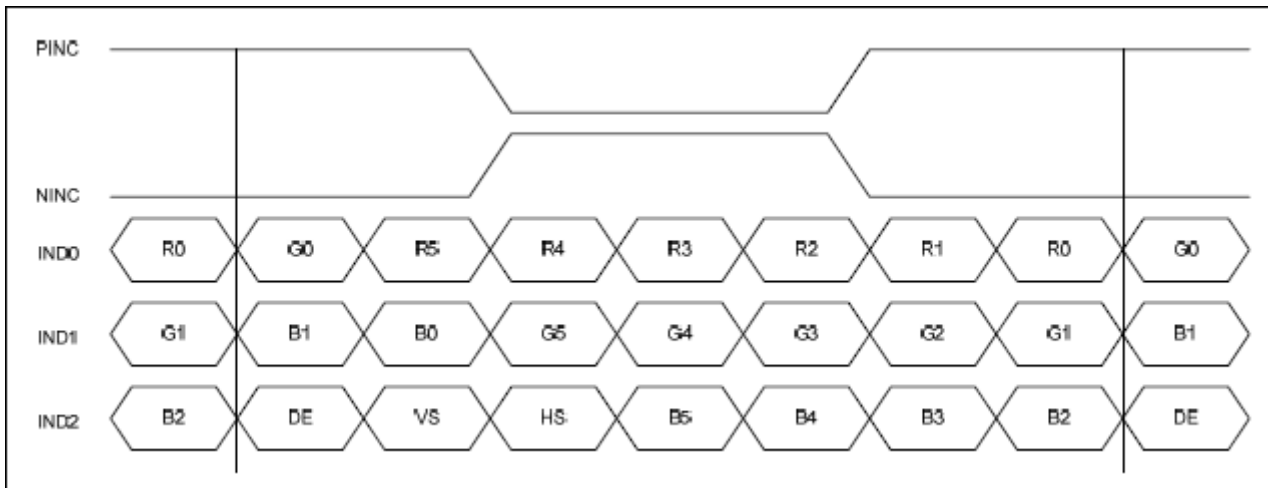 PINC
NINC
IND0 R0 G0 R5 R4 R3 R2 R1 R0 G0
IND1 G1 B1 B0 G5 G4 G3 G2 G1 B1
IND2 B2 DE VS HS B5 B4 B3 B2 DE